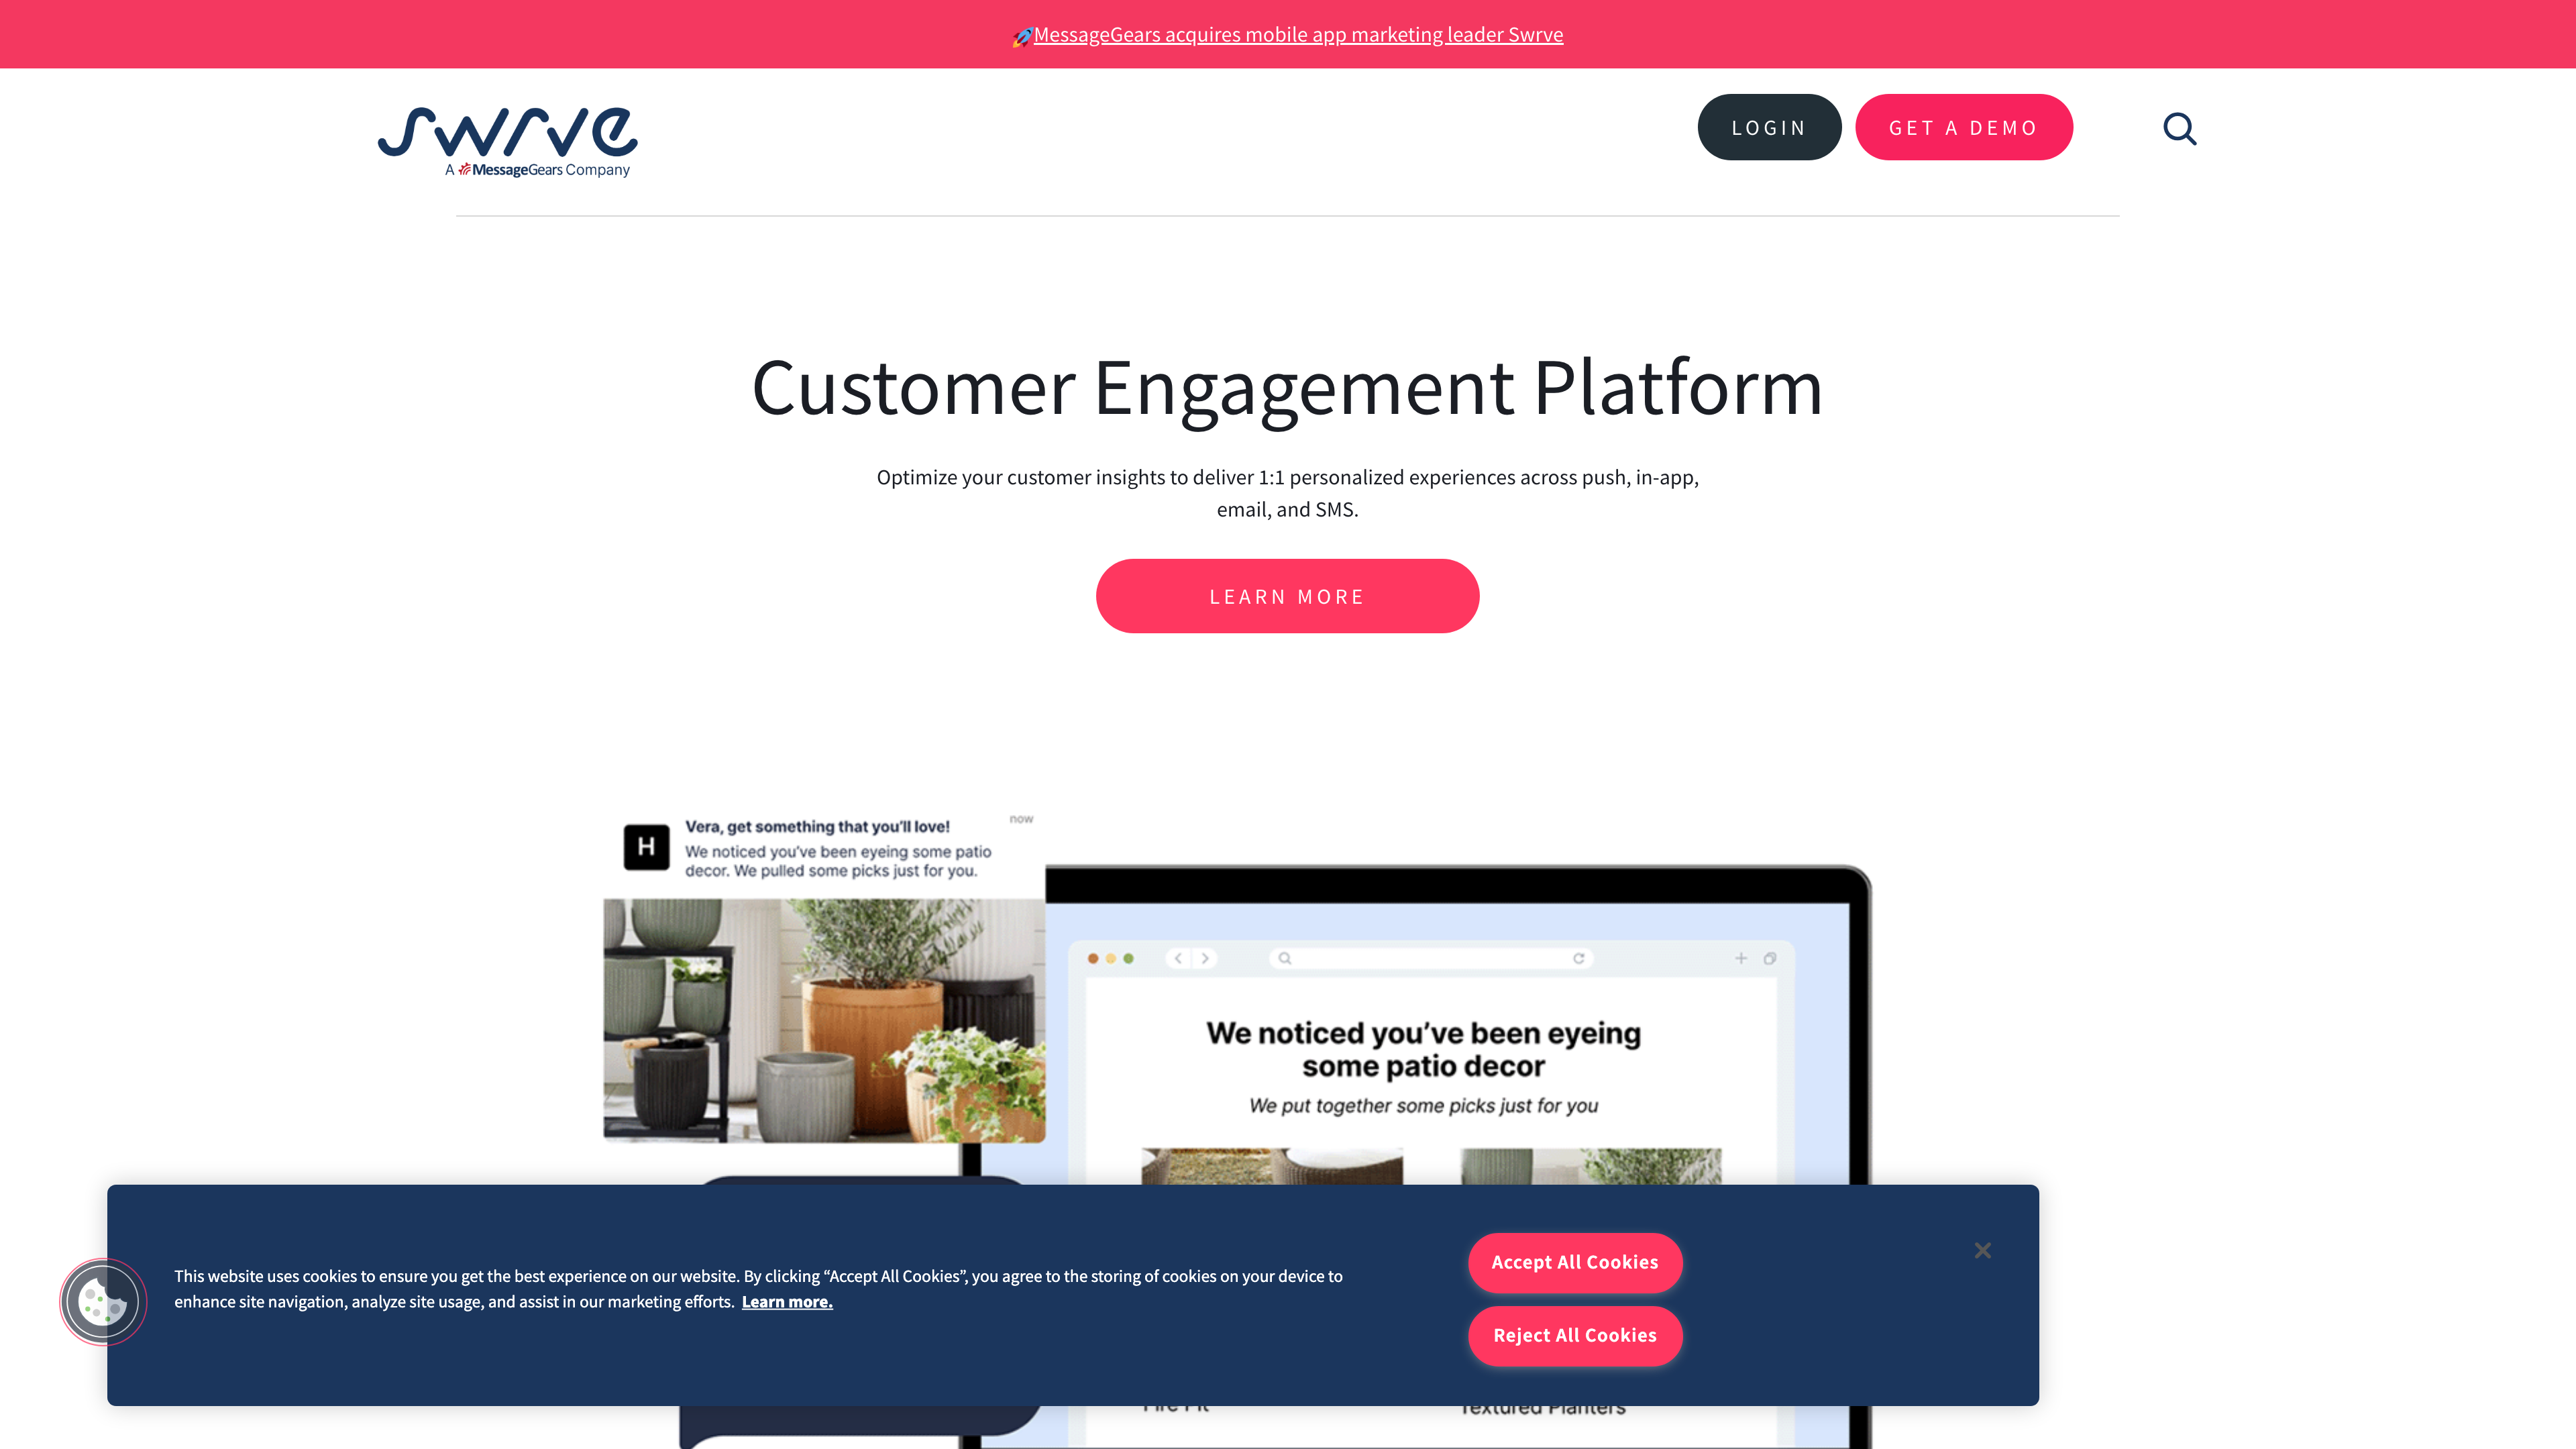 🚀MessageGears acquires mobile app marketing leader Swrve
swrve
A MessageGears Company
LOGIN
GET A DEMO
Customer Engagement Platform
Optimize your customer insights to deliver 1:1 personalized experiences across push, in-app,
email, and SMS.
LEARN MORE
H
Vera, get something that you'll love!
now
We noticed you've been eyeing some patio
decor. We pulled some picks just for you.
We noticed you've been eyeing
some patio decor
We put together some picks just for you
This website uses cookies to ensure you get the best experience on our website. By clicking “Accept All Cookies”, you agree to the storing of cookies on your device to
enhance site navigation, analyze site usage, and assist in our marketing efforts. Learn more.
Accept All Cookies
Reject All Cookies
Fire Pit
Textured Planters